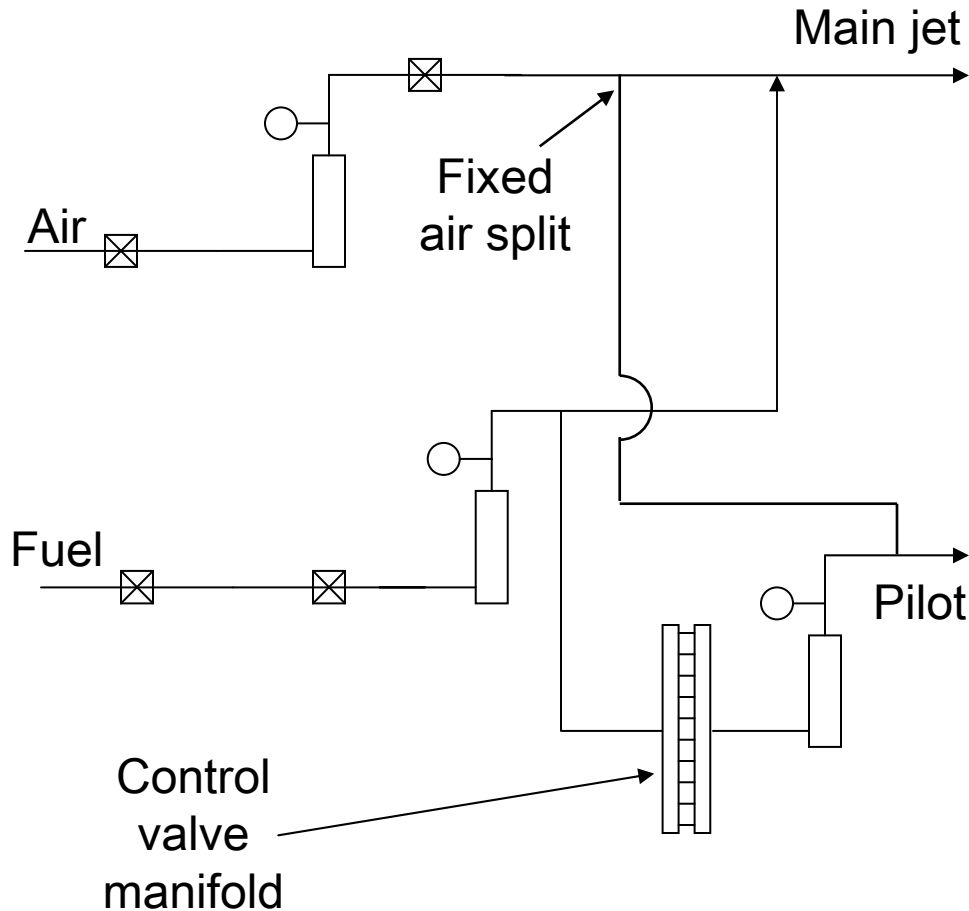 Main jet
Fixed
air split
Air
Fuel
Pilot
Control
valve
manifold